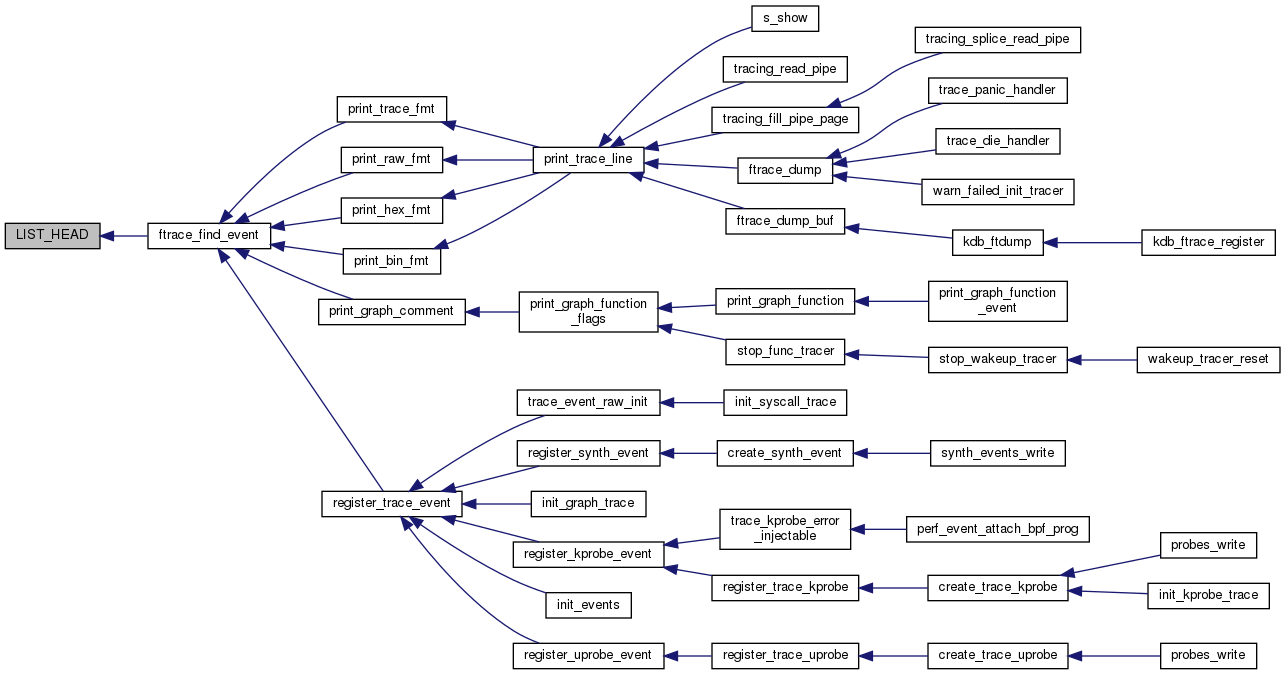 s_show
tracing_splice_read_pipe
tracing_read_pipe
trace_panic_handler
print_trace_fmt
tracing_fill_pipe_page
trace_die_handler
print_raw_fmt
print_trace_line
ftrace_dump
warn_failed_init_tracer
print_hex_fmt
ftrace_dump_buf
LIST_HEAD
ftrace_find_event
kdb_ftdump
kdb_ftrace_register
print_bin_fmt
print_graph_comment
print_graph_function
_flags
print_graph_function
print_graph_function
_event
stop_func_tracer
stop_wakeup_tracer
wakeup_tracer_reset
trace_event_raw_init
init_syscall_trace
register_synth_event
create_synth_event
synth_events_write
register_trace_event
init_graph_trace
trace_kprobe_error
_injectable
perf_event_attach_bpf_prog
register_kprobe_event
probes_write
register_trace_kprobe
create_trace_kprobe
init_kprobe_trace
init_events
register_uprobe_event
register_trace_uprobe
create_trace_uprobe
probes_write